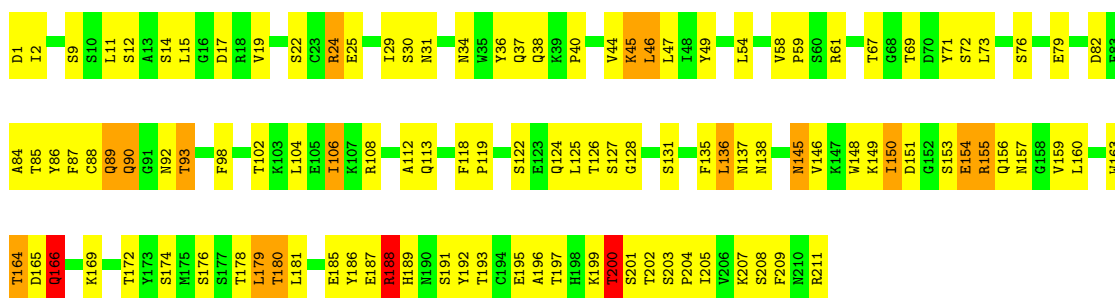 D1 I2 S9 S10 L11 S12 A13 S14 L15 G16 D17 R18 V19 S22 C23 R24 E25 I29 S30 N31 N34 W35 Y36 Q37 Q38 K39 P40 V44 K45 L46 L47 I48 Y49 L54 V58 P59 S60 R61 T67 G68 T69 D70 Y71 S72 L73 S76 E79 D82 F83
A84 T85 Y86 F87 C88 Q89 Q90 G91 N92 T93 F98 T102 K103 L104 E105 I106 K107 R108 A112 Q113 F118 P119 S122 E123 Q124 L125 T126 S127 G128 S131 F135 L136 N137 N138 N145 V146 K147 W148 K149 I150 D151 G152 S153 E154 R155 Q156 N157 G158 V159 L160 W163
T164 D165 Q166 K169 T172 Y173 S174 M175 S176 S177 T178 L179 T180 L181 E185 Y186 E187 R188 H189 N190 S191 Y192 T193 C194 E195 A196 T197 H198 K199 T200 S201 T202 S203 P204 I205 V206 K207 S208 F209 N210 R211